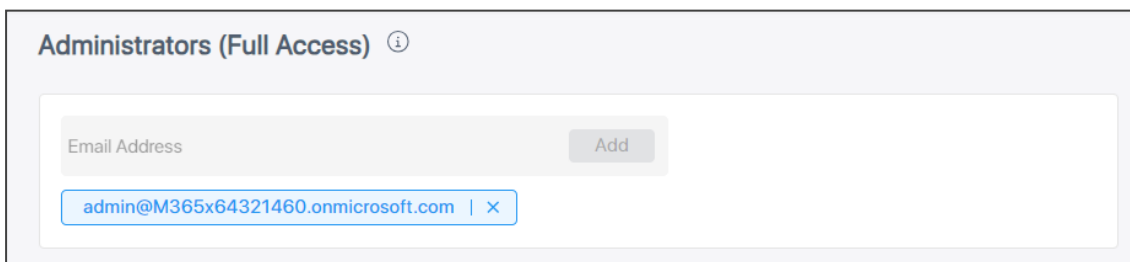 Administrators (Full Access)
Email Address
Add
admin@M365x64321460.onmicrosoft.com | ×